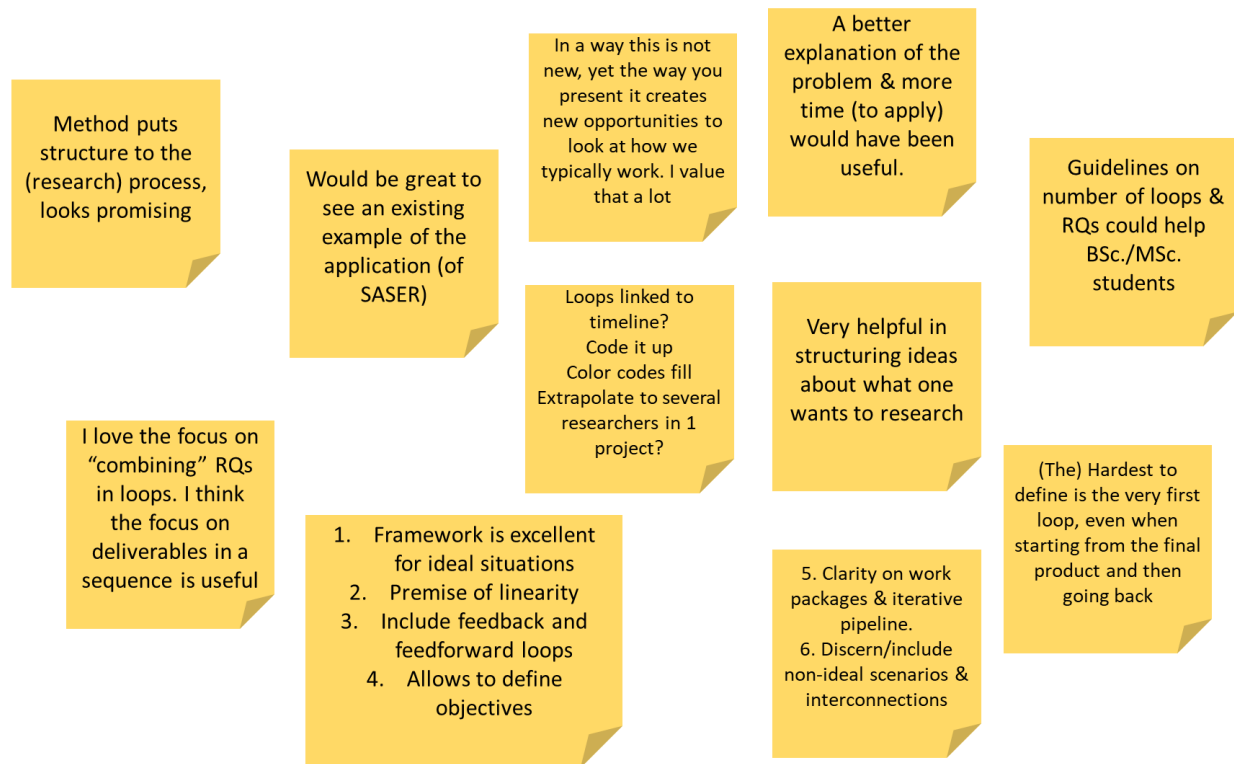 Method puts
structure to the
(research) process,
looks promising
Would be great to
see an existing
example of the
application (of
SASER)
In a way this is not
new, yet the way you
present it creates
new opportunities to
look at how we
typically work. I value
that a lot
A better
explanation of the
problem & more
time (to apply)
would have been
useful.
Guidelines on
number of loops &
RQs could help
BSc./MSc.
students
Loops linked to
timeline?
Code it up
Color codes fill
Extrapolate to several
researchers in 1
project?
Very helpful in
structuring ideas
about what one
wants to research
I love the focus on
“combining” RQs
in loops. I think
the focus on
deliverables in a
sequence is useful
1. Framework is excellent
for ideal situations
2. Premise of linearity
3. Include feedback and
feedforward loops
4. Allows to define
objectives
5. Clarity on work
packages & iterative
pipeline.
6. Discern/include
non-ideal scenarios &
interconnections
(The) Hardest to
define is the very first
loop, even when
starting from the final
product and then
going back